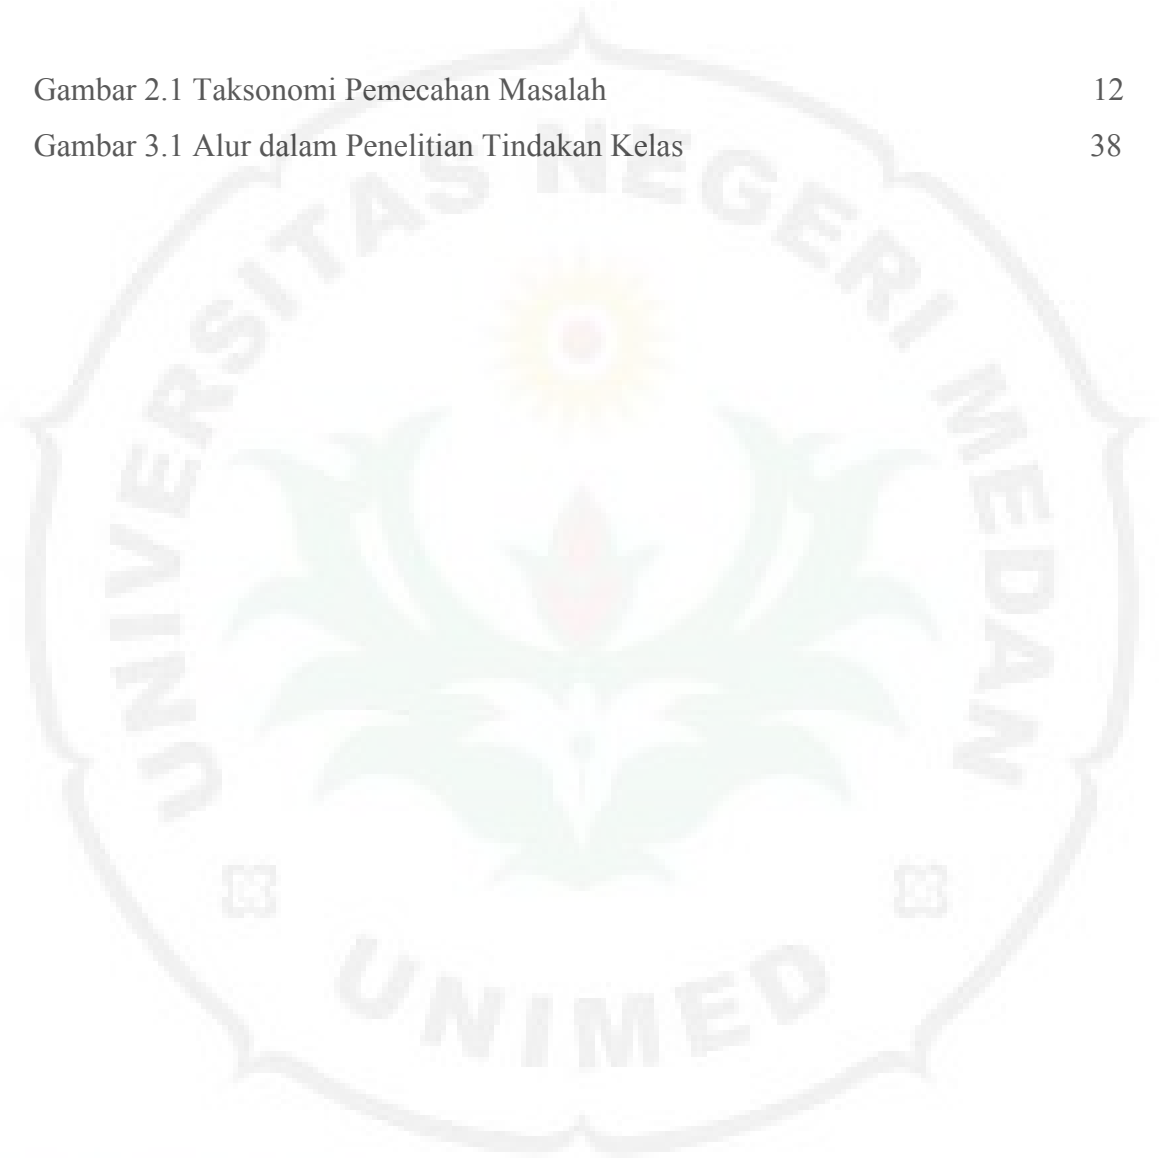 Gambar 2.1 Taksonomi Pemecahan Masalah 12
Gambar 3.1 Alur dalam Penelitian Tindakan Kelas 38
UNIVERSITAS NEGERI MEDAN
UNIMED